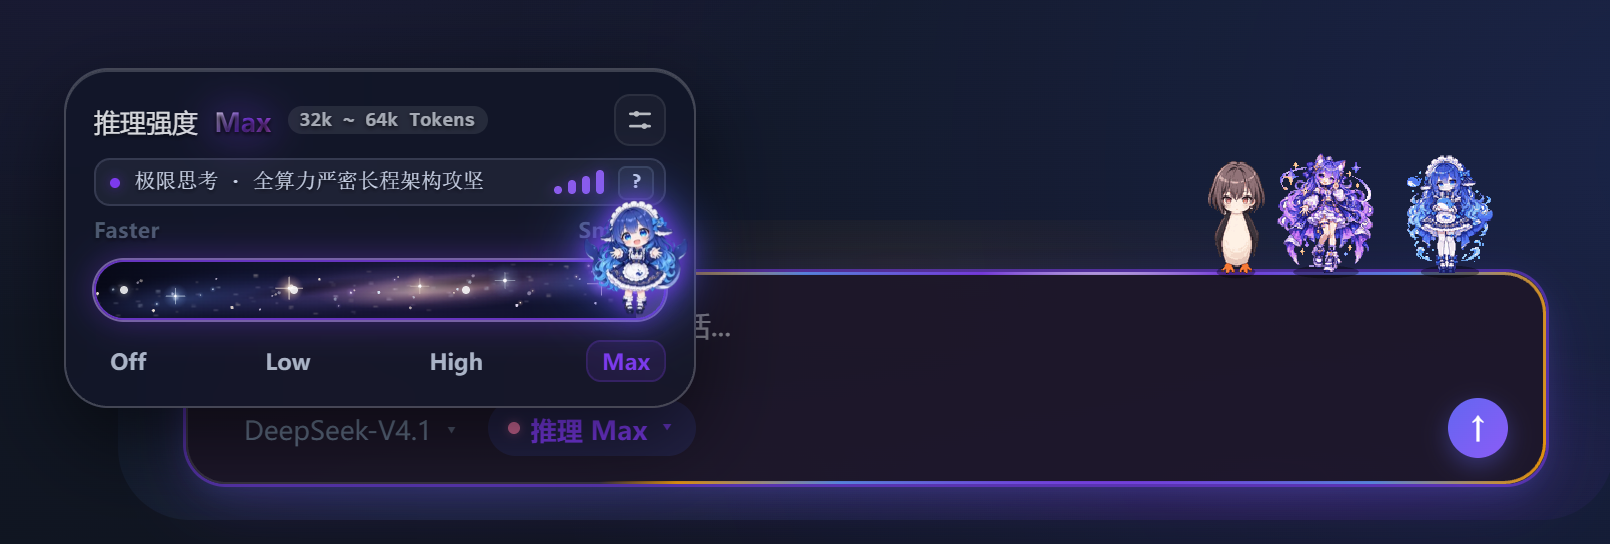 推理强度 Max 32k ~ 64k Tokens
极限思考 · 全算力严密长程架构攻坚 ?
Faster
Off Low High Max
话...
DeepSeek-V4.1 推理 Max